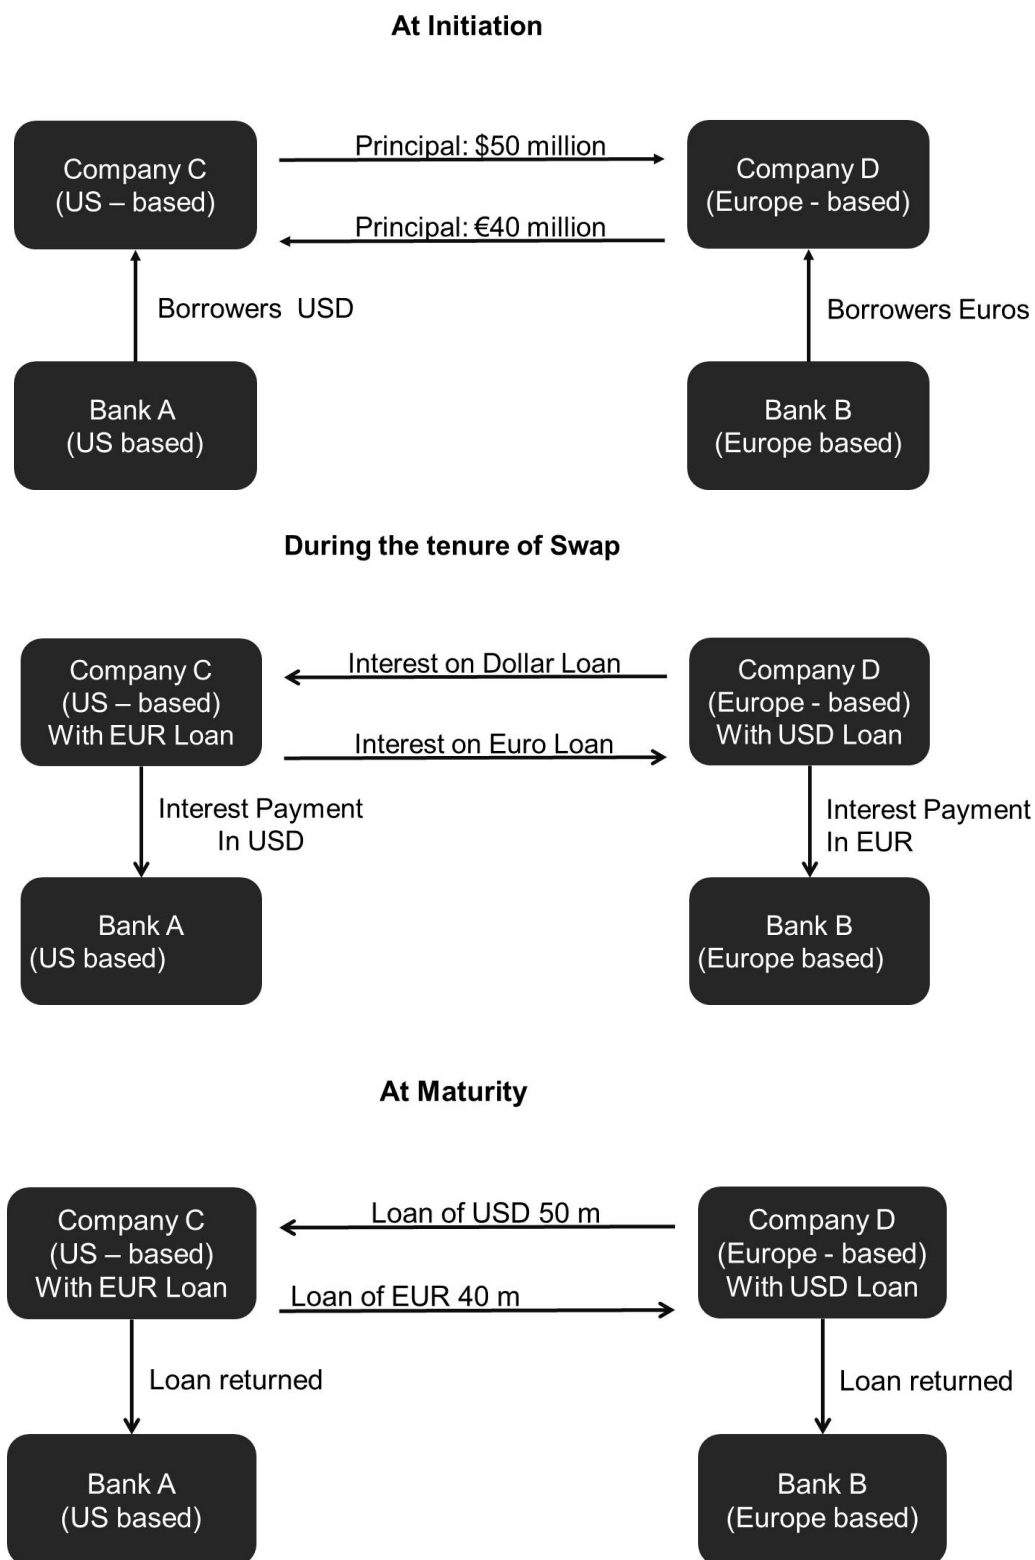 At Initiation
Company C
(US – based)
Principal: $50 million
Principal: €40 million
Company D
(Europe - based)
Borrowers  USD
Borrowers Euros
Bank A
(US based)
Bank B
(Europe based)
During the tenure of Swap
Company C
(US – based)
With EUR Loan
Interest on Dollar Loan
Interest on Euro Loan
Company D
(Europe - based)
With USD Loan
Interest Payment
In USD
Interest Payment
In EUR
Bank A
(US based)
Bank B
(Europe based)
At Maturity
Company C
(US – based)
With EUR Loan
Loan of USD 50 m
Loan of EUR 40 m
Company D
(Europe - based)
With USD Loan
Loan returned
Loan returned
Bank A
(US based)
Bank B
(Europe based)